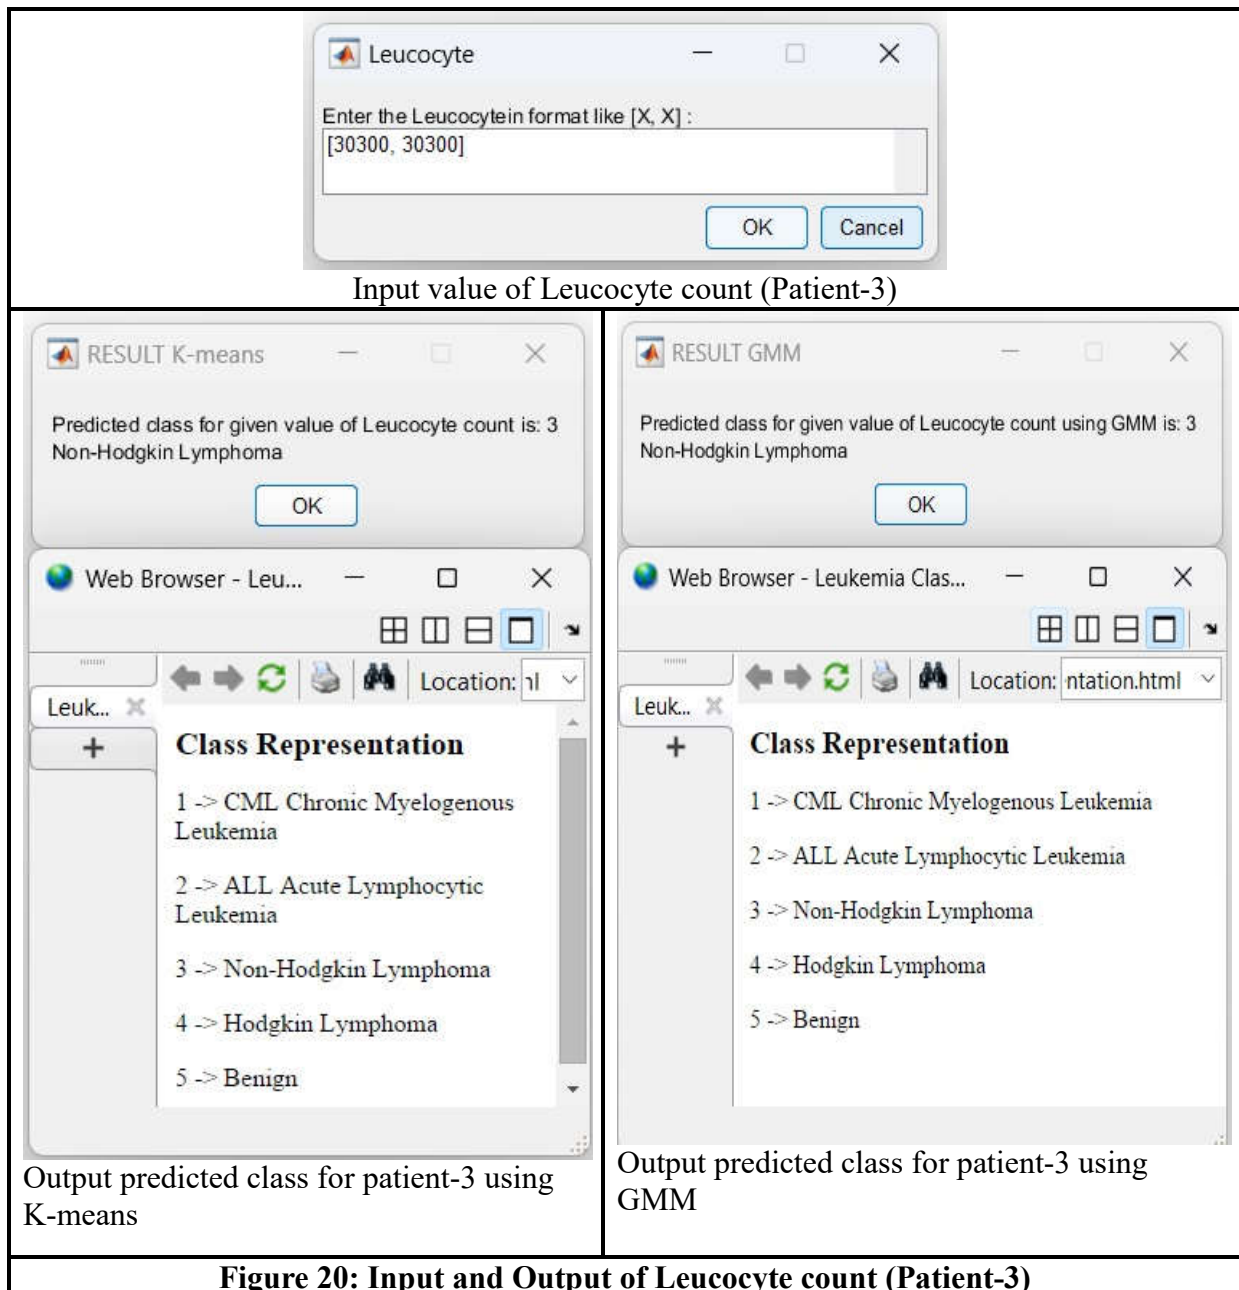 Leucocyte
Enter the Leucocytein format like [X, X] :
[30300, 30300]
OK Cancel
Input value of Leucocyte count (Patient-3)
RESULT K-means
Predicted class for given value of Leucocyte count is: 3
Non-Hodgkin Lymphoma
OK
Web Browser - Leu...
Location: nl
Leuk...
Class Representation
1 -> CML Chronic Myelogenous
Leukemia
2 -> ALL Acute Lymphocytic
Leukemia
3 -> Non-Hodgkin Lymphoma
4 -> Hodgkin Lymphoma
5 -> Benign
Output predicted class for patient-3 using
K-means
RESULT GMM
Predicted class for given value of Leucocyte count using GMM is: 3
Non-Hodgkin Lymphoma
OK
Web Browser - Leukemia Clas...
Location: ntation.html
Leuk...
Class Representation
1 -> CML Chronic Myelogenous Leukemia
2 -> ALL Acute Lymphocytic Leukemia
3 -> Non-Hodgkin Lymphoma
4 -> Hodgkin Lymphoma
5 -> Benign
Output predicted class for patient-3 using
GMM
Figure 20: Input and Output of Leucocyte count (Patient-3)